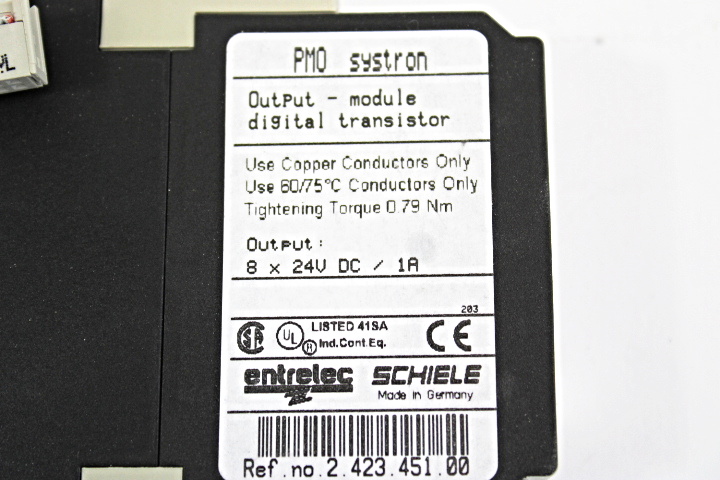 PMO systron
OutPut - module
digital transistor
Use Copper Conductors Only
Use 60/75°C Conductors Only
Tightening Torque 0.79 Nm
OutPut:
8 x 24V DC / 1A
203
LISTED 41SA
Ind.Cont.Eq.
entrelec SCHIELE
Made in Germany
Ref.no.2.423.451.00